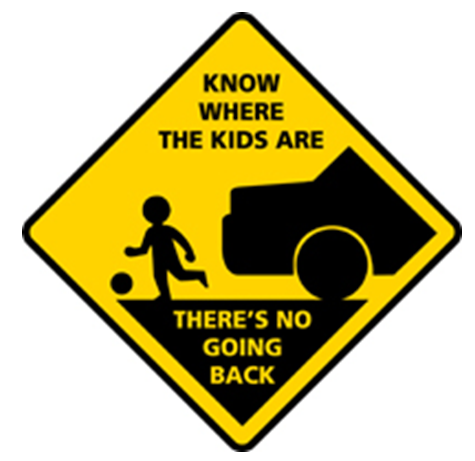 KNOW
WHERE
THE KIDS ARE
THERE'S NO
GOING
BACK